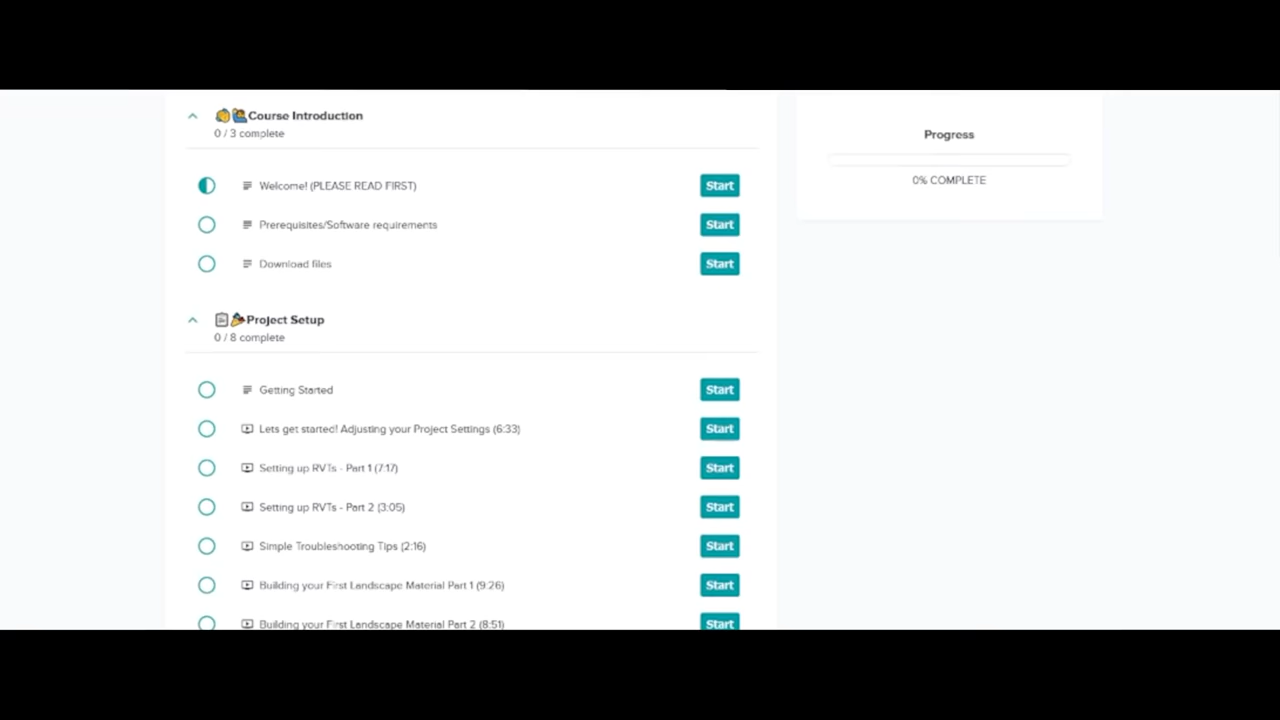 Course Introduction
0 / 3 complete
Welcome! (PLEASE READ FIRST) Start
Prerequisites/Software requirements Start
Download files Start
Project Setup
0 / 8 complete
Getting Started Start
Lets get started! Adjusting your Project Settings (6:33) Start
Setting up RVTs - Part 1 (7:17) Start
Setting up RVTs - Part 2 (3:05) Start
Simple Troubleshooting Tips (2:16) Start
Building your First Landscape Material Part 1 (9:26) Start
Building your First Landscape Material Part 2 (8:51) Start
Progress
0% COMPLETE